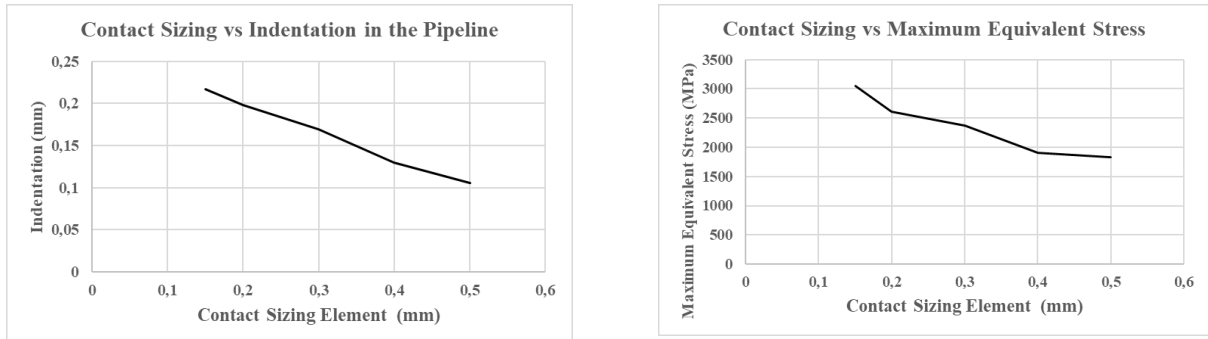 Contact Sizing vs Indentation in the Pipeline
0,25
0,2
0,15
0,1
0,05
0
Indentation (mm)
0 0,1 0,2 0,3 0,4 0,5 0,6
Contact Sizing Element (mm)
Contact Sizing vs Maximum Equivalent Stress
3500
3000
2500
2000
1500
1000
500
0
Maximum Equivalent Stress (MPa)
0 0,1 0,2 0,3 0,4 0,5 0,6
Contact Sizing Element (mm)